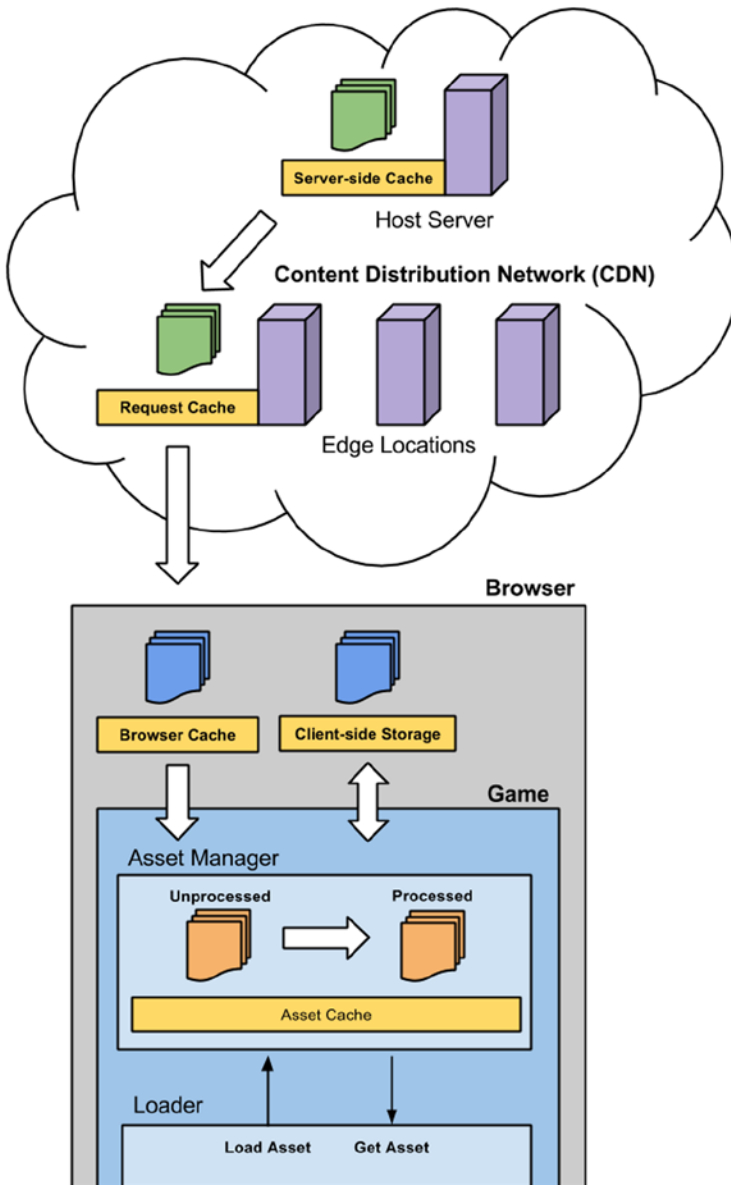 Server-side Cache
Host Server
Content Distribution Network (CDN)
Request Cache
Edge Locations
Browser
Browser Cache
Client-side Storage
Game
Asset Manager
Unprocessed
Processed
Asset Cache
Loader
Load Asset
Get Asset